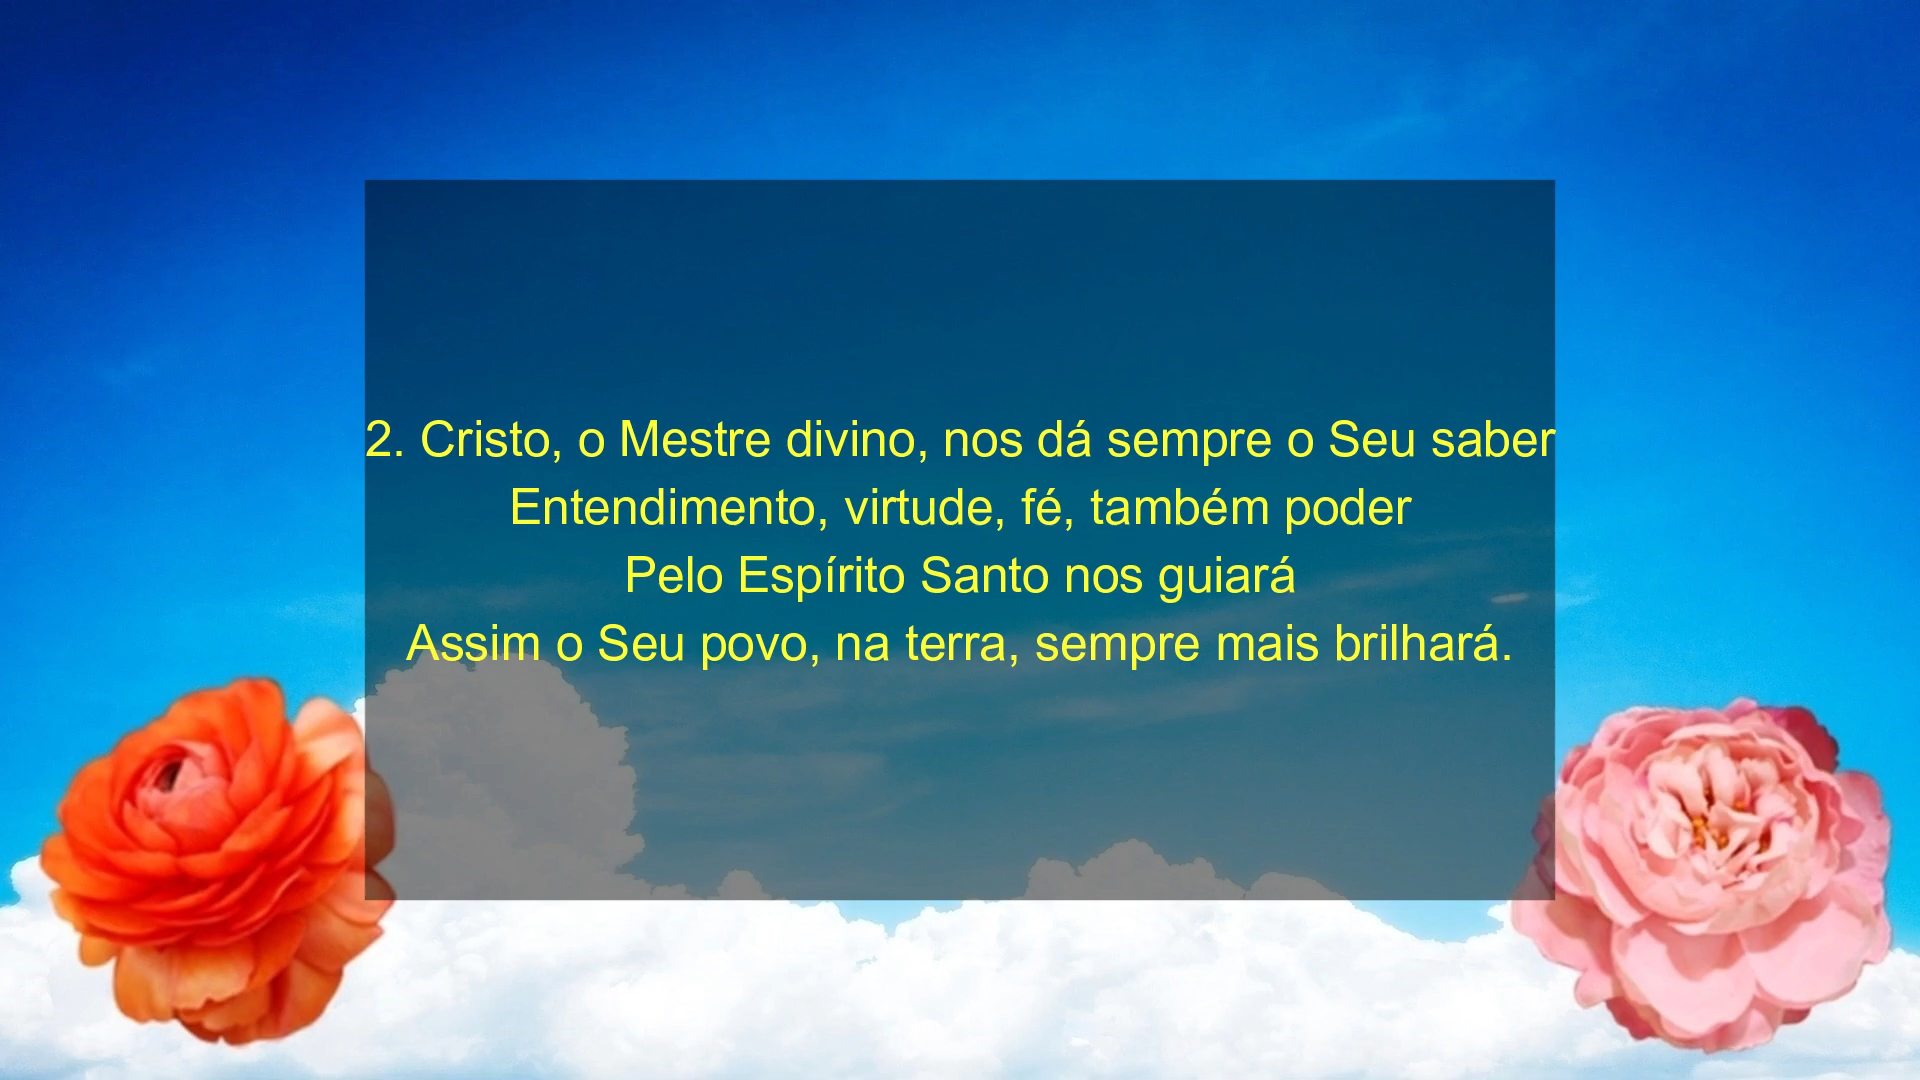 2. Cristo, o Mestre divino, nos dá sempre o Seu saber
Entendimento, virtude, fé, também poder
Pelo Espírito Santo nos guiará
Assim o Seu povo, na terra, sempre mais brilhará.